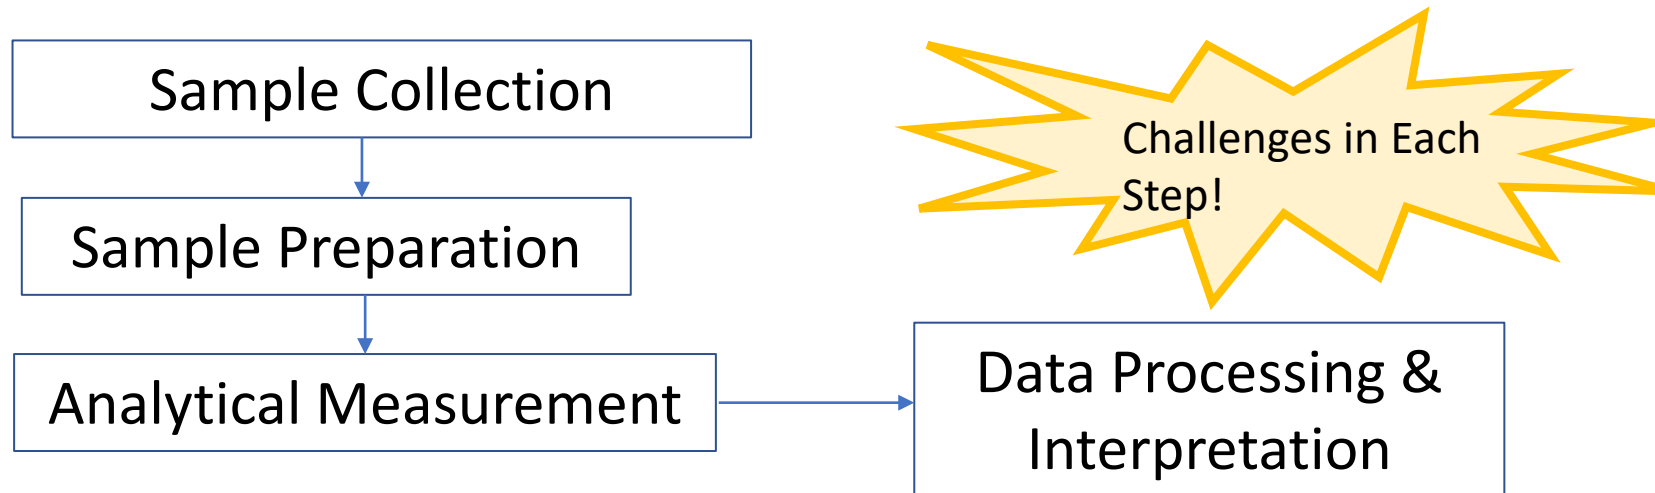 Sample Collection
Challenges in Each
Step!
Sample Preparation
Analytical Measurement
Data Processing &
Interpretation